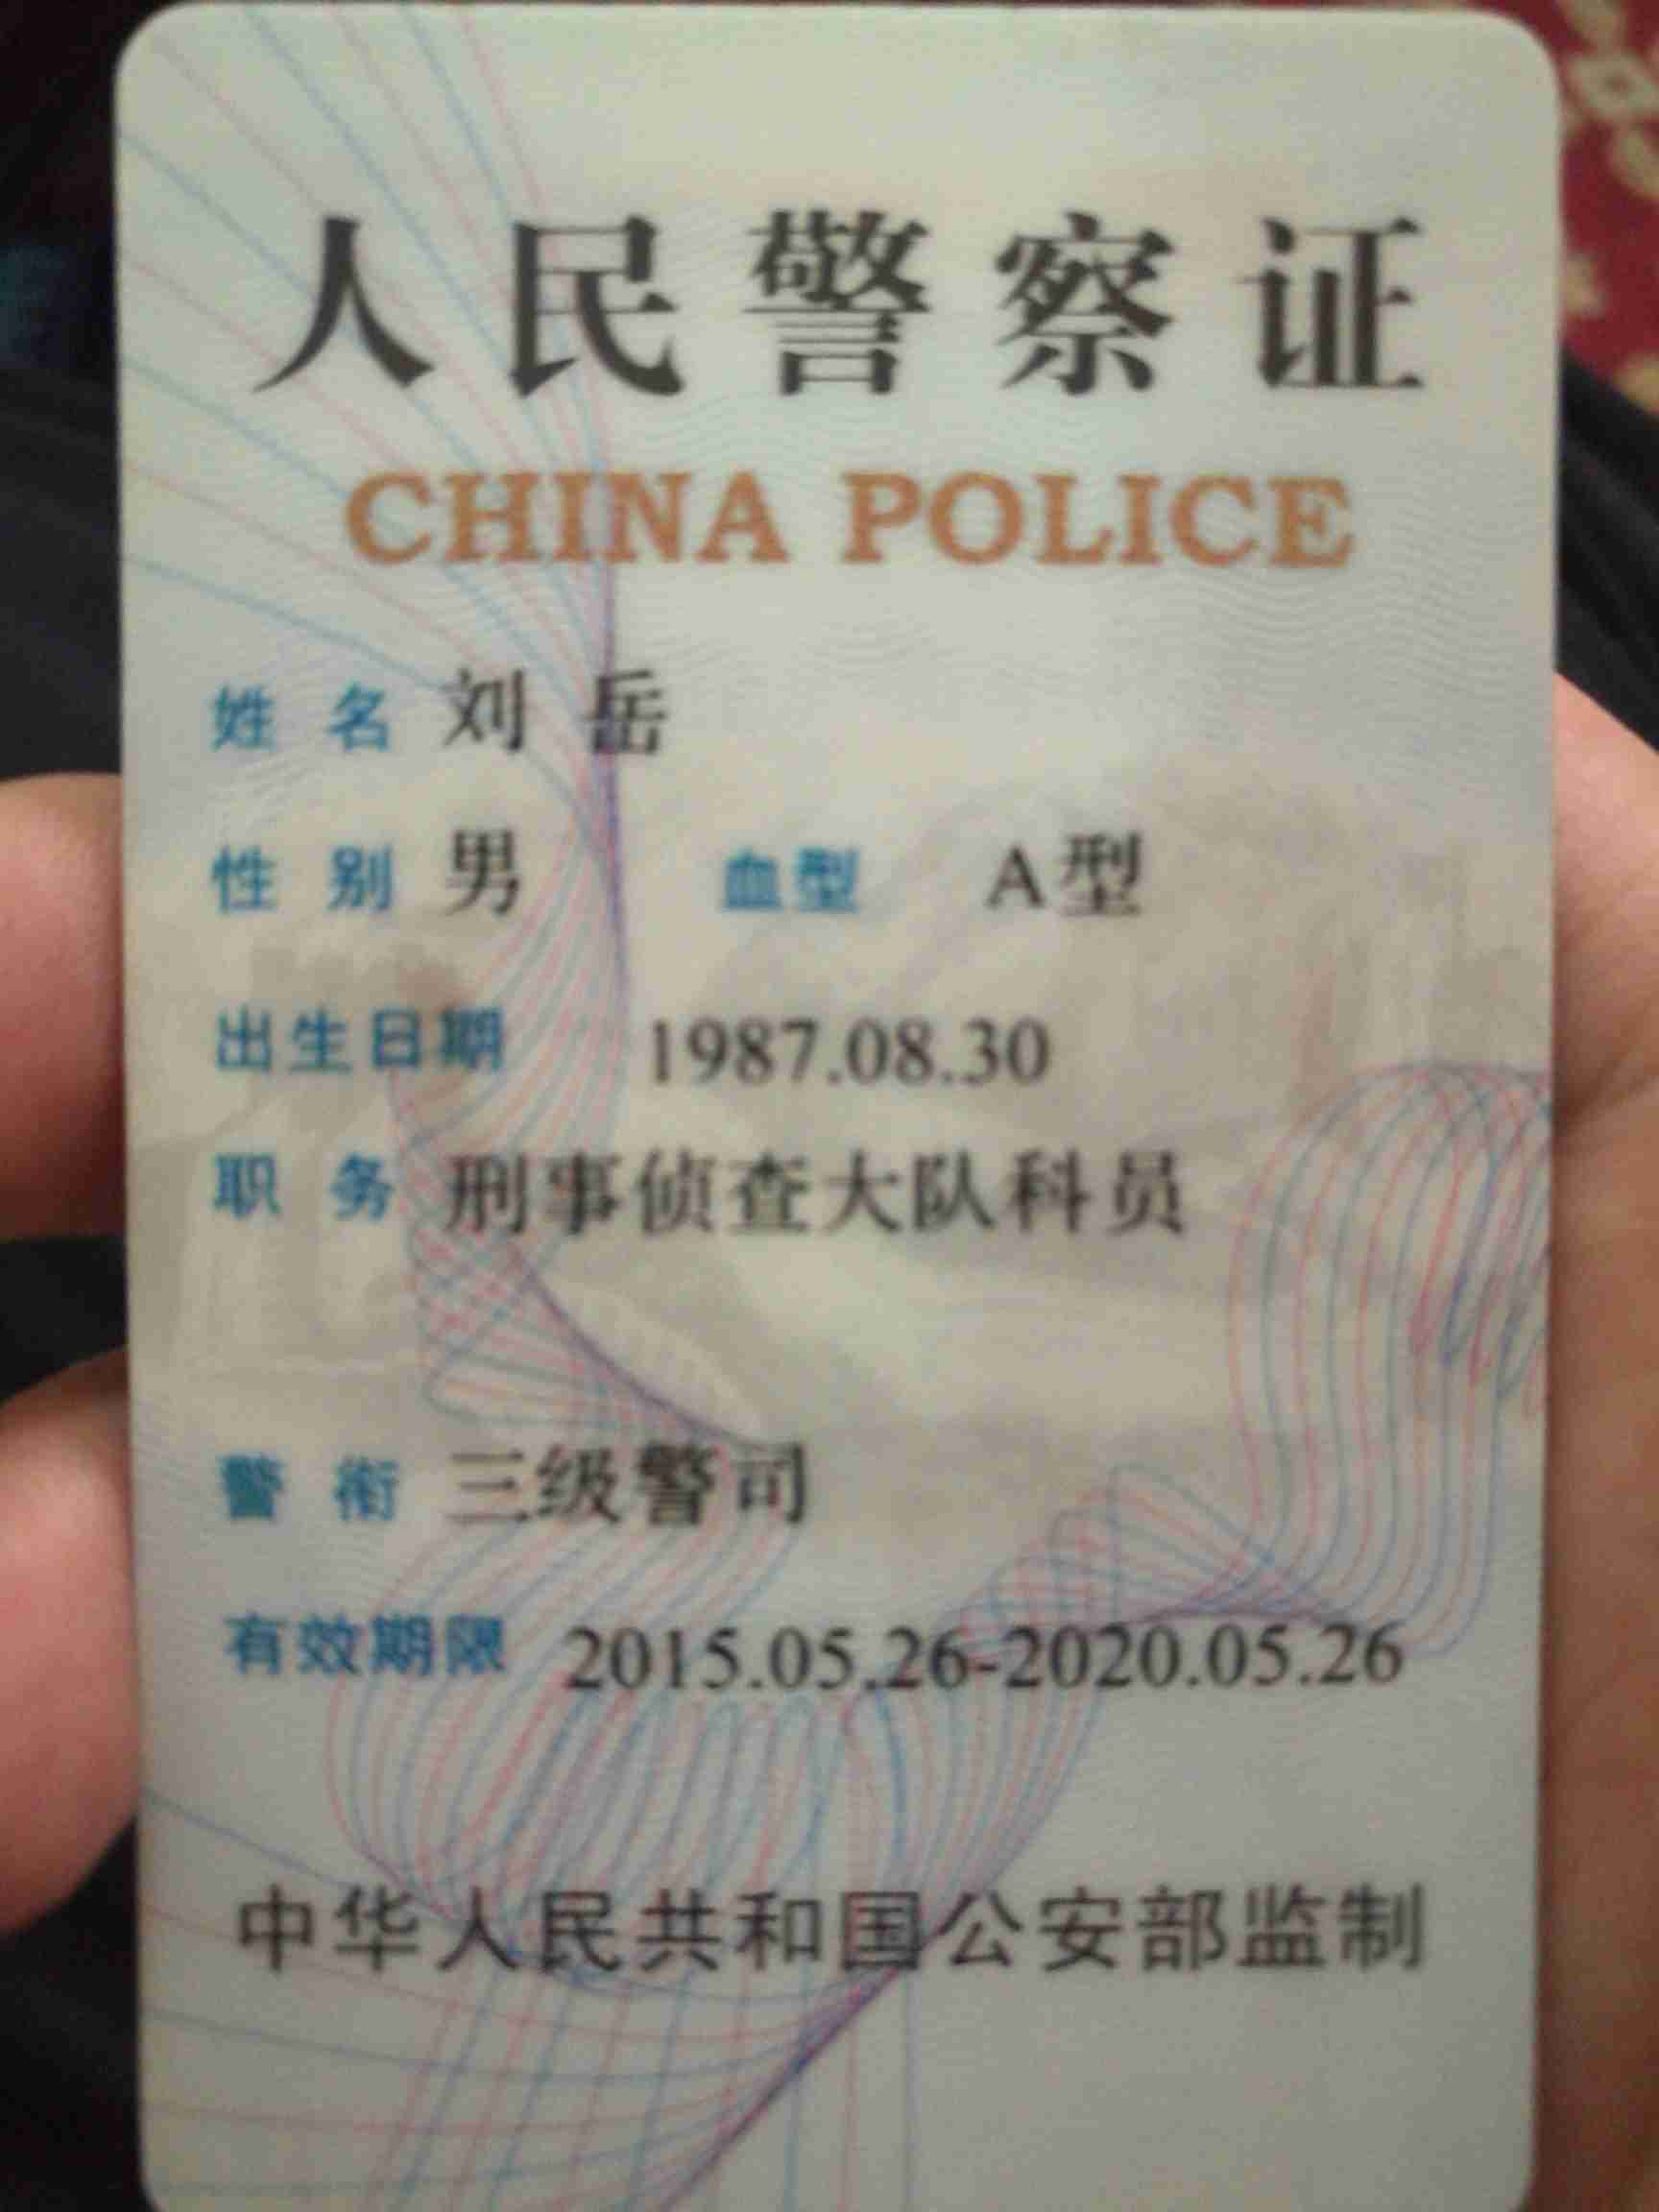 人民警察证
CHINA POLICE
姓名 刘岳
性别 男 血型 A型
出生日期 1987.08.30
职务 刑事侦查大队科员
警衔 三级警司
有效期限 2015.05.26-2020.05.26
中华人民共和国公安部监制